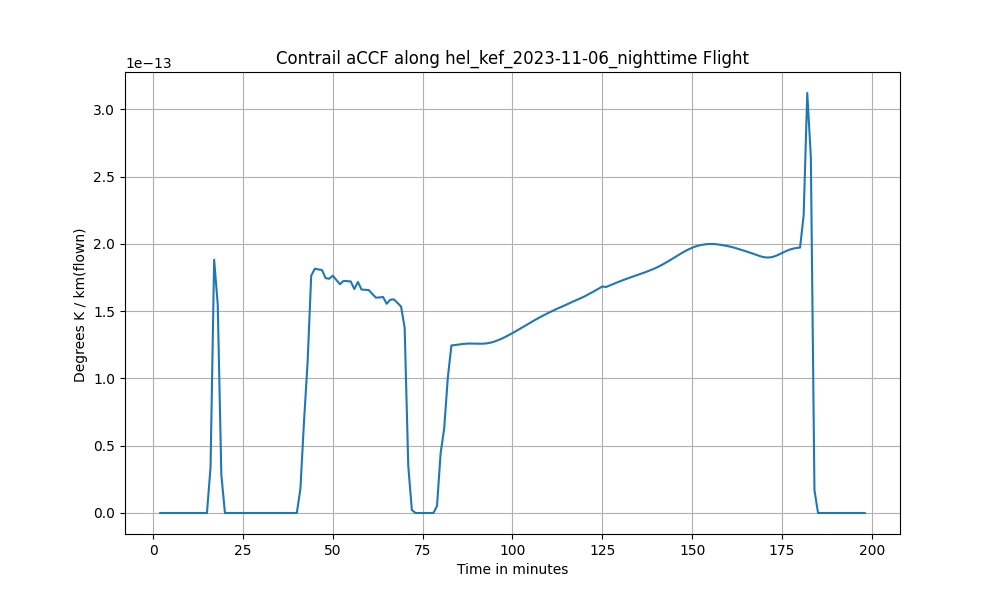 Contrail aCCF along hel_kef_2023-11-06_nighttime Flight
1e−13
3.0
2.5
2.0
1.5
1.0
0.5
0.0
Degrees K / km(flown)
0 25 50 75 100 125 150 175 200
Time in minutes